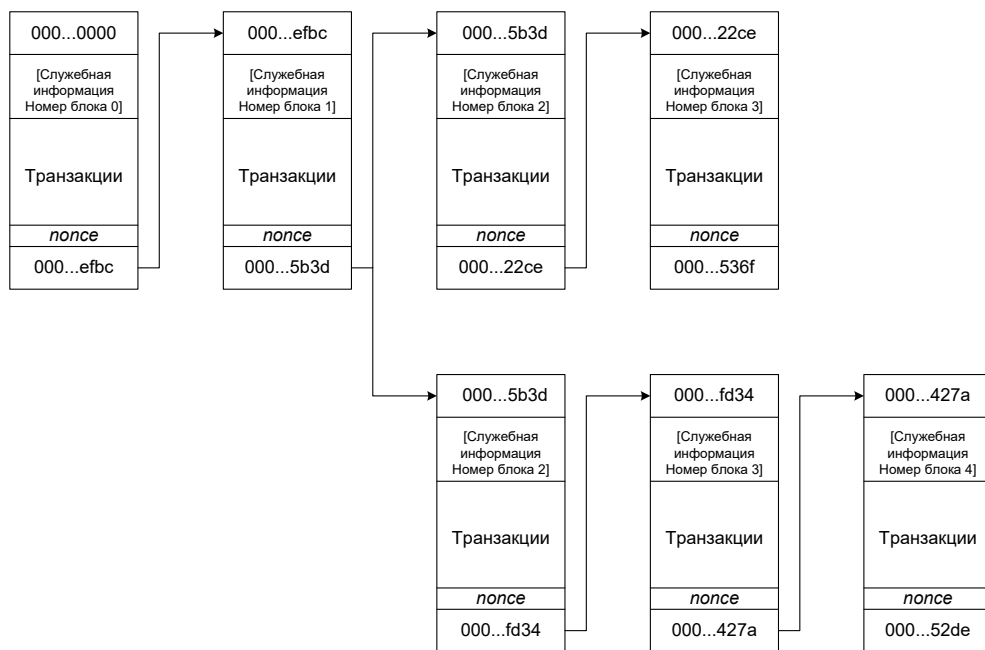 000...0000
[Служебная
информация
Номер блока 0]
Транзакции
nonce
000...efbc
000...efbc
[Служебная
информация
Номер блока 1]
Транзакции
nonce
000...5b3d
000...5b3d
[Служебная
информация
Номер блока 2]
Транзакции
nonce
000...22ce
000...22ce
[Служебная
информация
Номер блока 3]
Транзакции
nonce
000...536f
000...5b3d
[Служебная
информация
Номер блока 2]
Транзакции
nonce
000...fd34
000...fd34
[Служебная
информация
Номер блока 3]
Транзакции
nonce
000...427a
000...427a
[Служебная
информация
Номер блока 4]
Транзакции
nonce
000...52de